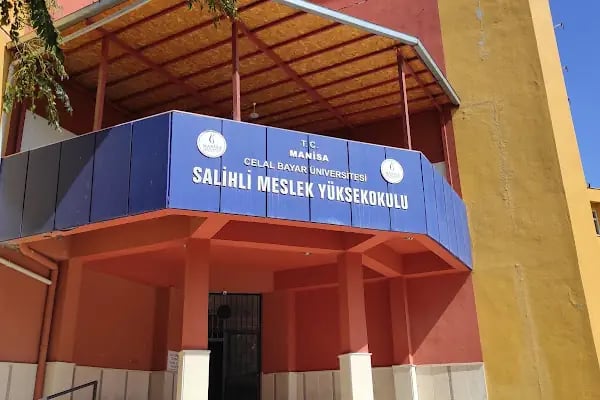 T.C
MANİSA
CELAL BAYAR ÜNİVERSİTESİ
SALİHLİ MESLEK YÜKSEKOKULU